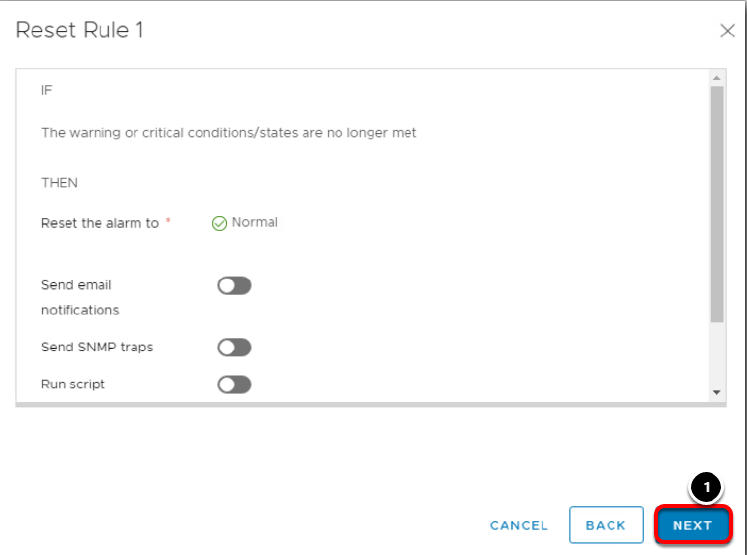 Reset Rule 1
IF
The warning or critical conditions/states are no longer met
THEN
Reset the alarm to * Normal
Send email
notifications
Send SNMP traps
Run script
1
CANCEL BACK NEXT